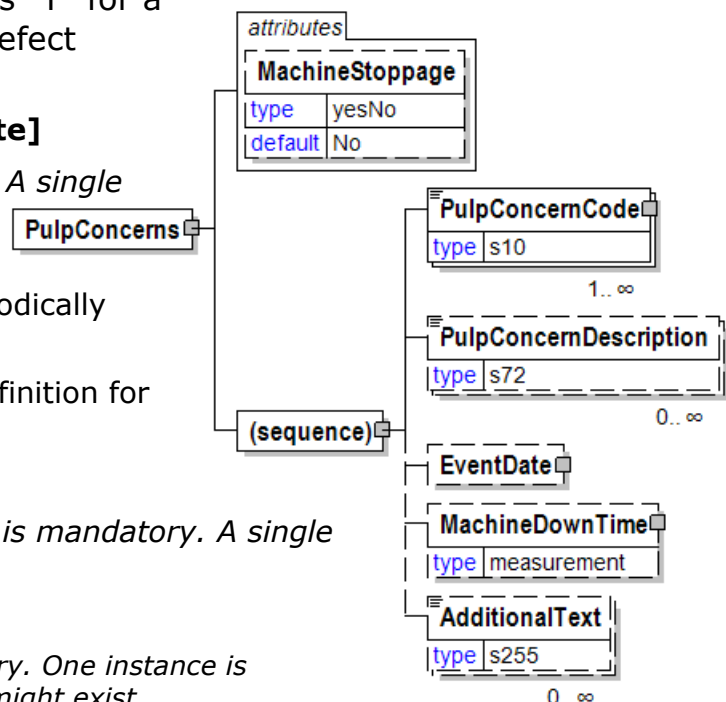 for a
efect
te]
A single
odically
finition for
is mandatory. A single
ry. One instance is
might exist
attributes
MachineStoppage
type yesNo
default No
PulpConcerns
PulpConcernCode
type s10
1.. ∞
PulpConcernDescription
type s72
0.. ∞
(sequence)
EventDate
MachineDownTime
type measurement
AdditionalText
type s255
0.. ∞